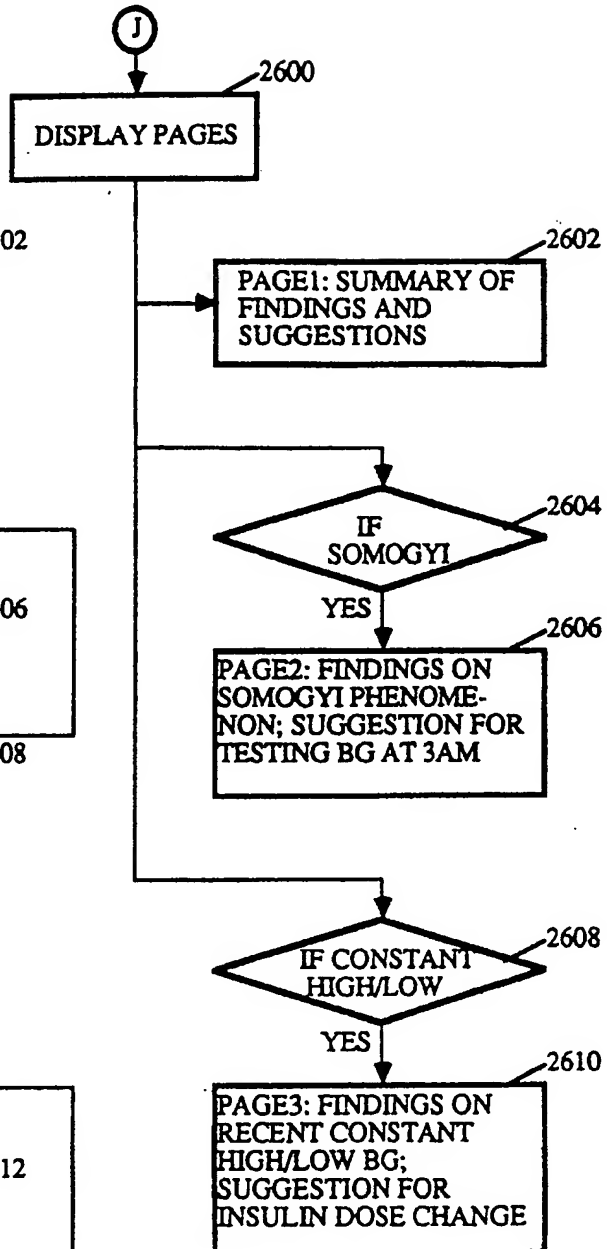 J
2600
DISPLAY PAGES
02
2602
PAGE1: SUMMARY OF
FINDINGS AND
SUGGESTIONS
2604
IF
SOMOGYI
YES
06
2606
PAGE2: FINDINGS ON
SOMOGYI PHENOME-
NON; SUGGESTION FOR
TESTING BG AT 3AM
08
2608
IF CONSTANT
HIGH/LOW
YES
2610
12
PAGE3: FINDINGS ON
RECENT CONSTANT
HIGH/LOW BG;
SUGGESTION FOR
INSULIN DOSE CHANGE